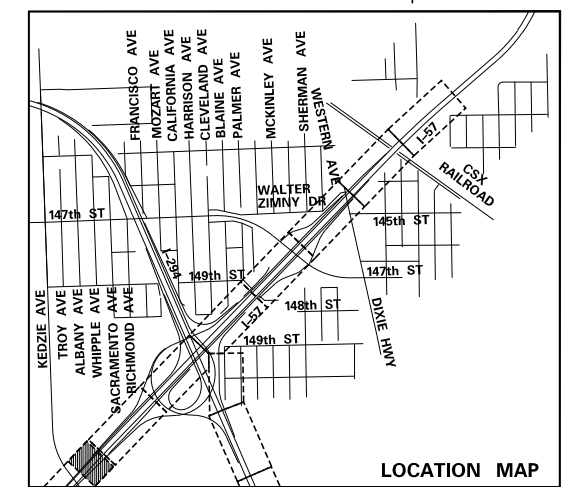 FRANCISCO AVE
MOZART AVE
CALIFORNIA AVE
HARRISON AVE
CLEVELAND AVE
BLAINE AVE
PALMER AVE
MCKINLEY AVE
SHERMAN AVE
WESTERN AVE
I-57
CSX
RAILROAD
WALTER
ZIMNY DR
147th ST
145th ST
I-294
149th ST
147th ST
148th ST
I-57
149th ST
DIXIE HWY
KEDZIE AVE
TROY AVE
ALBANY AVE
WHIPPLE AVE
SACRAMENTO AVE
RICHMOND AVE
LOCATION MAP